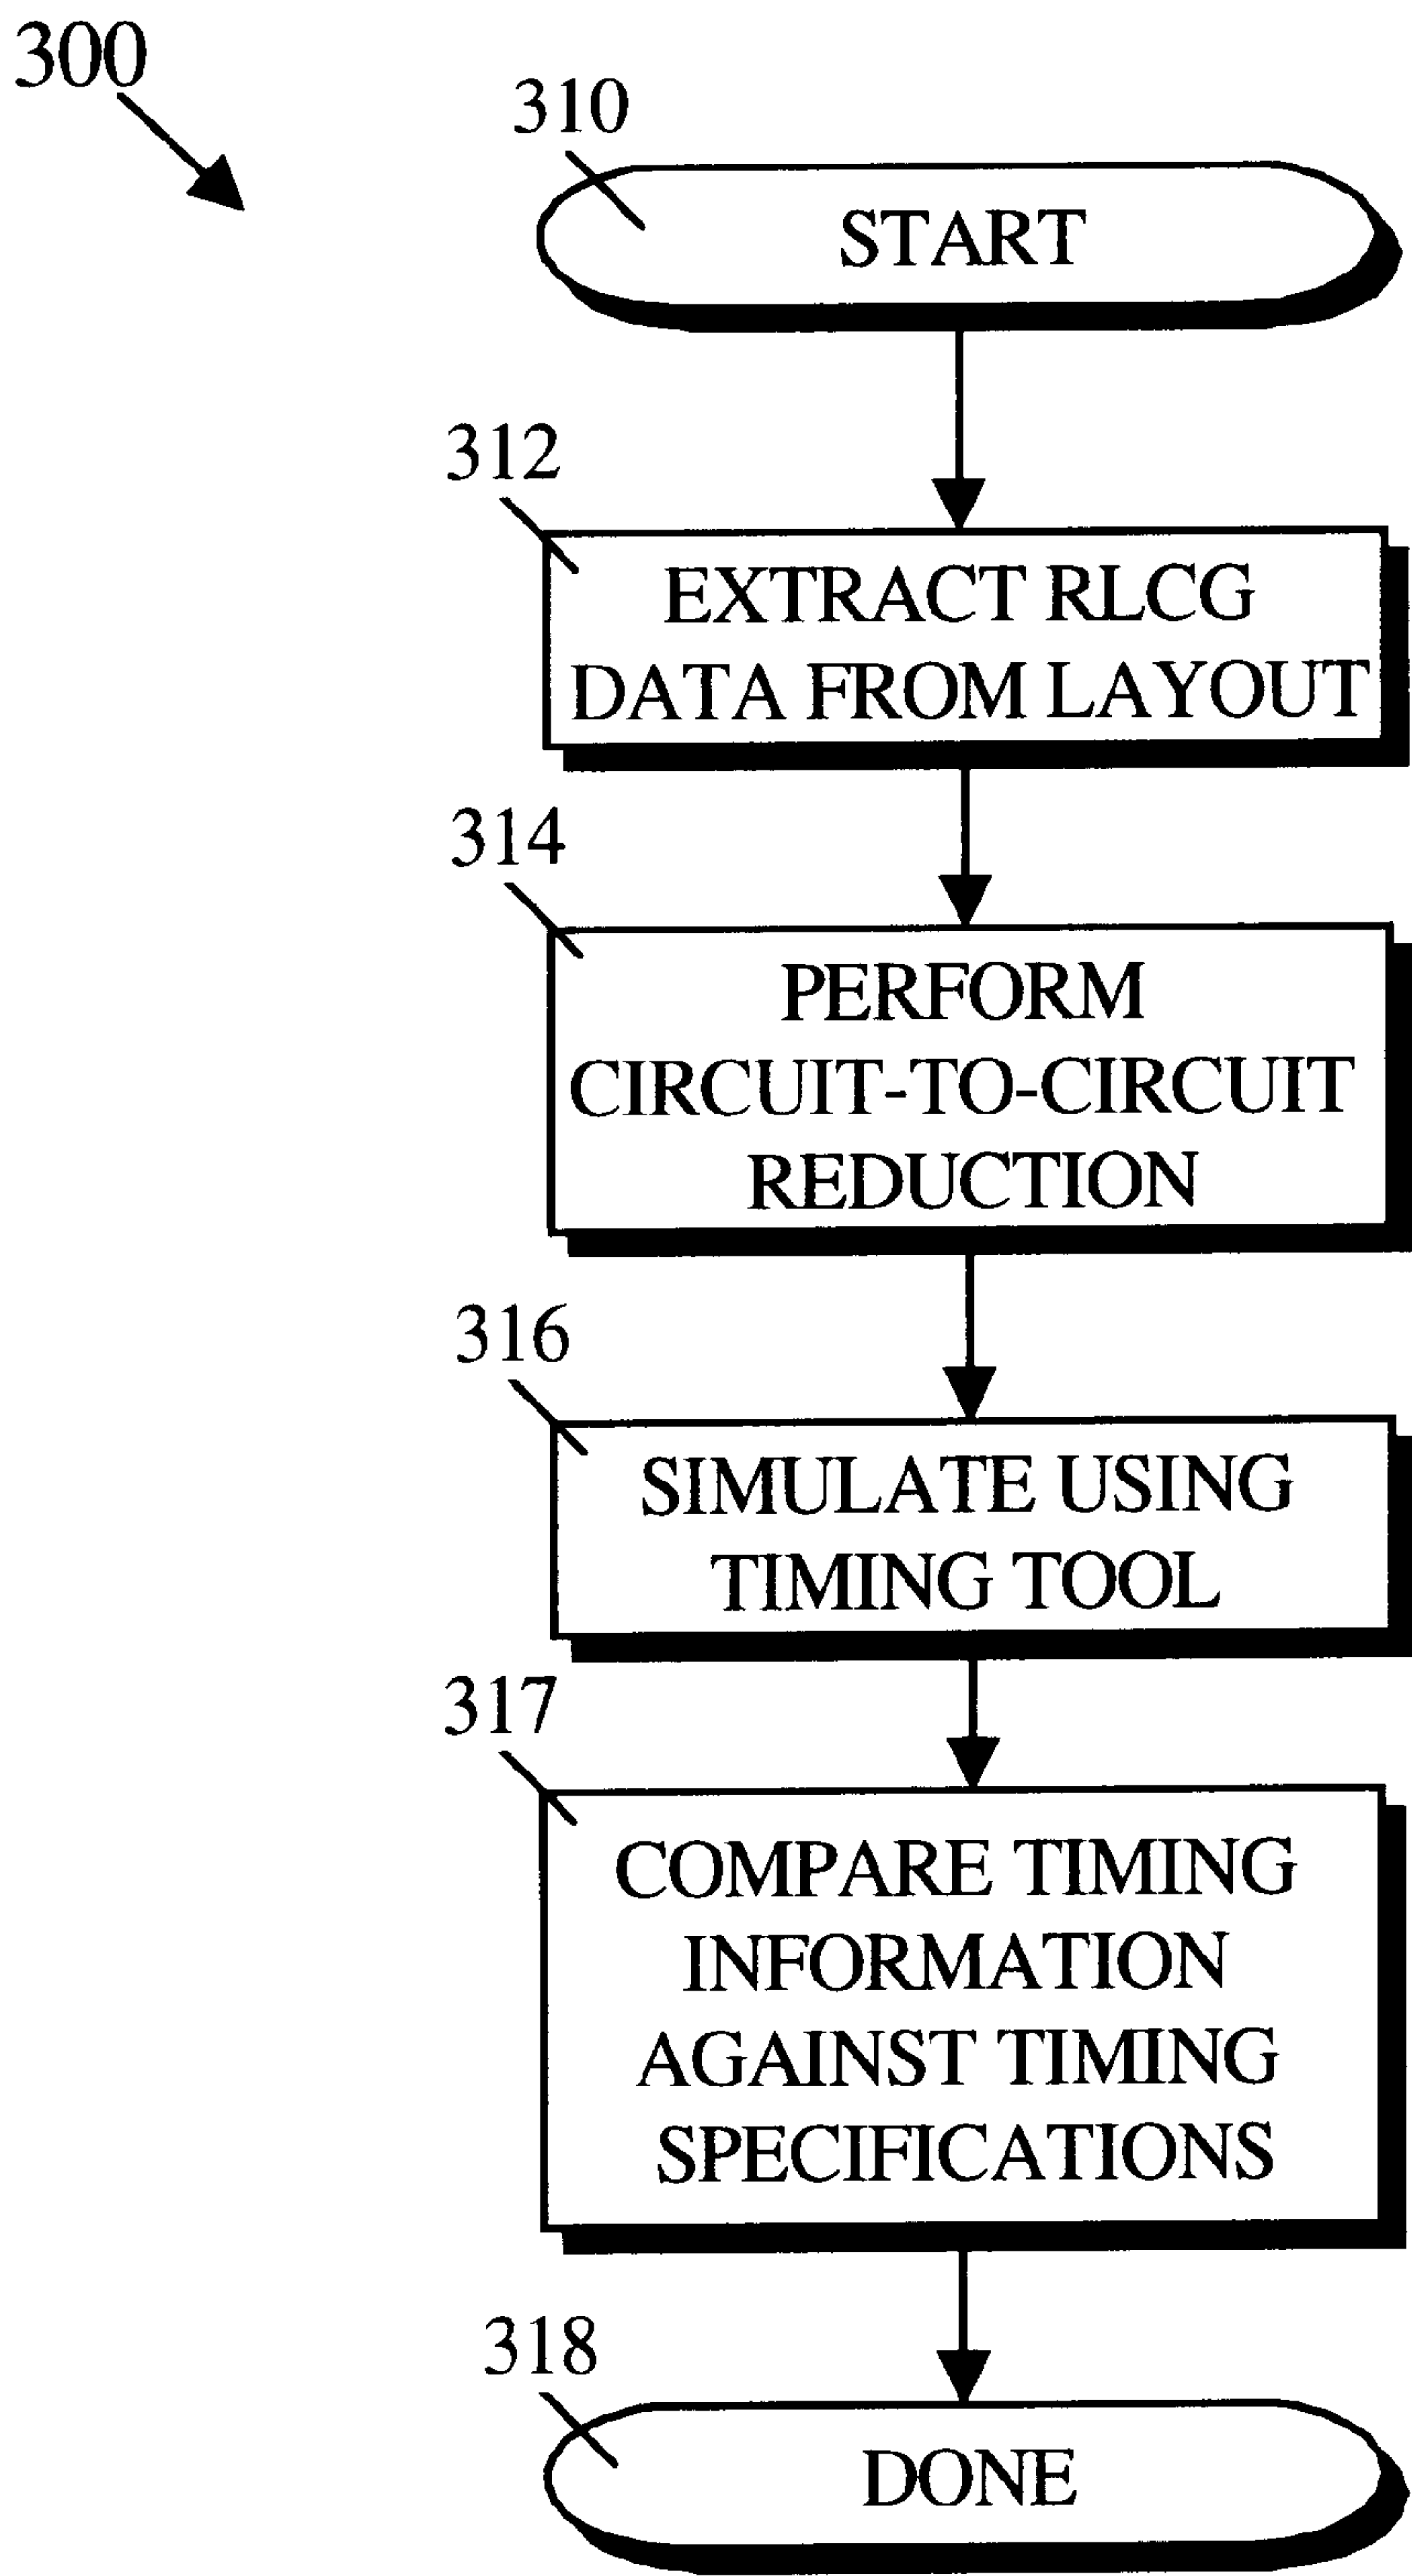 300
310
START
312
EXTRACT RLCG
DATA FROM LAYOUT
314
PERFORM
CIRCUIT-TO-CIRCUIT
REDUCTION
316
SIMULATE USING
TIMING TOOL
317
COMPARE TIMING
INFORMATION
AGAINST TIMING
SPECIFICATIONS
318
DONE